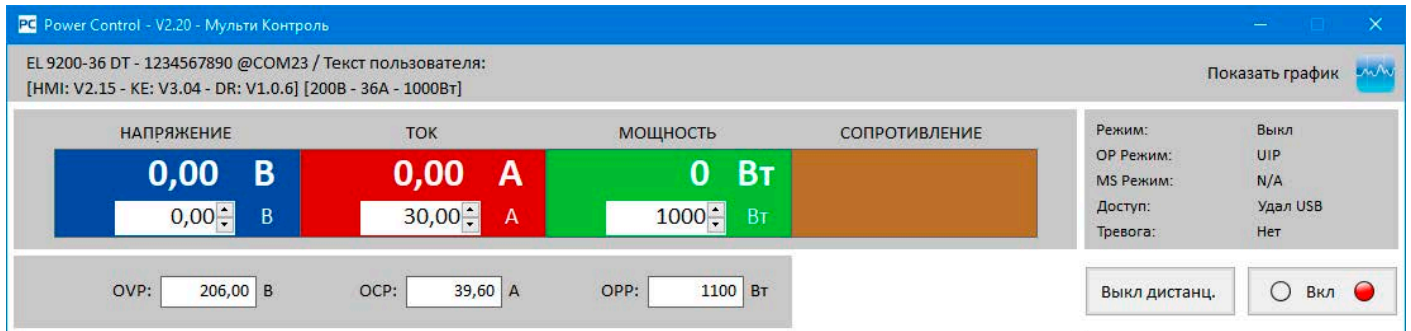 PC Power Control - V2.20 - Мульти Контроль
EL 9200-36 DT - 1234567890 @COM23 / Текст пользователя:
[HMI: V2.15 - KE: V3.04 - DR: V1.0.6] [200В - 36А - 1000Вт]
Показать график
НАПРЯЖЕНИЕ ТОК МОЩНОСТЬ СОПРОТИВЛЕНИЕ
0,00 В 0,00 А 0 Вт
0,00 В 30,00 А 1000 Вт
Режим: Выкл
ОР Режим: UIP
MS Режим: N/A
Доступ: Удал USB
Тревога: Нет
OVP: 206,00 В OCP: 39,60 А OPP: 1100 Вт
Выкл дистанц. Вкл